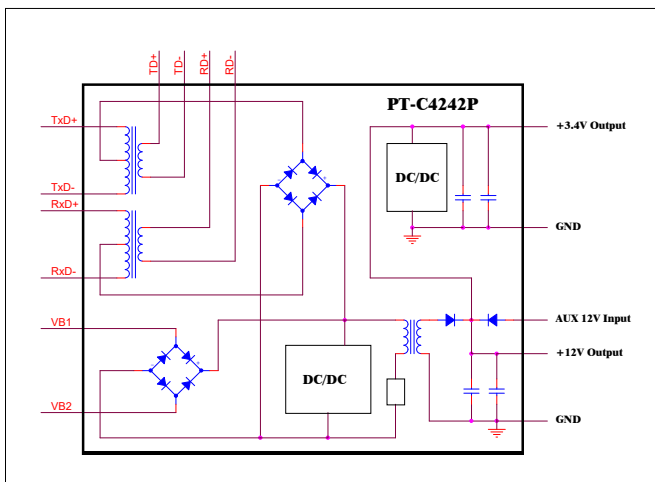 TD+
TD-
RD+
RD-
PT-C4242P
TxD+
+3.4V Output
DC/DC
TxD-
RxD+
GND
RxD-
VB1
AUX 12V Input
+12V Output
DC/DC
VB2
GND